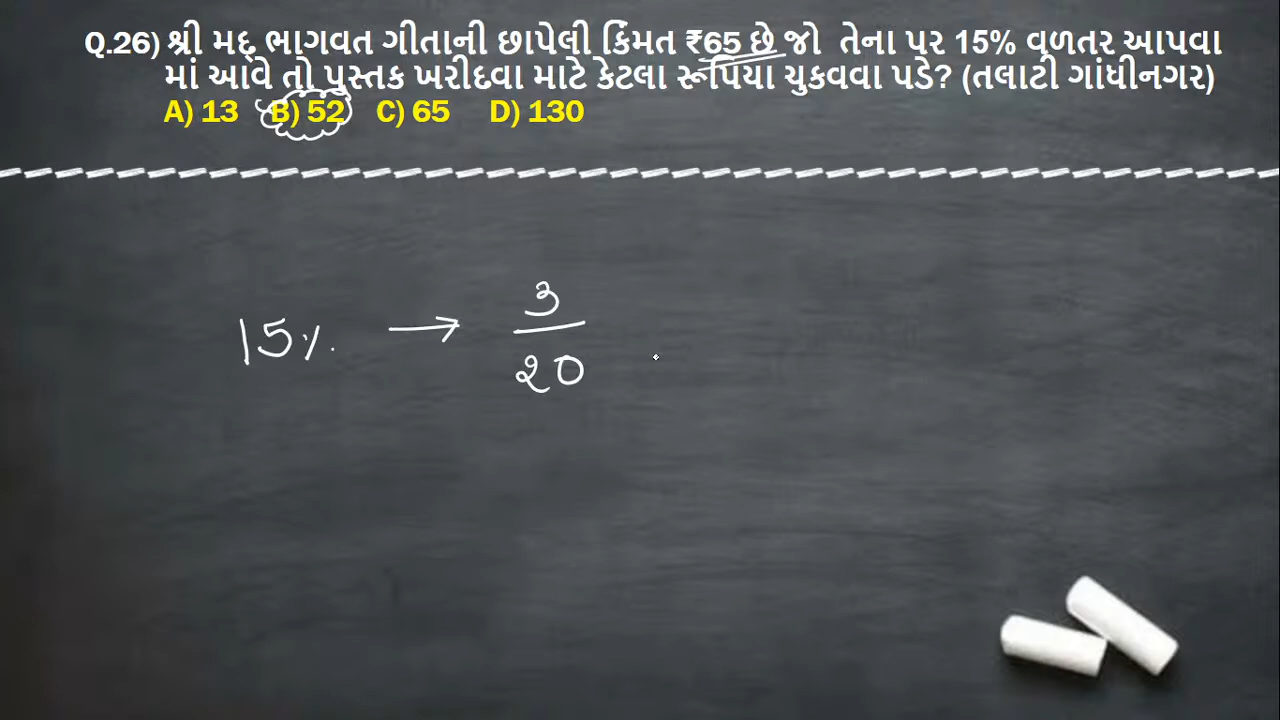 Q.26) શ્રી મદ્ ભાગવત ગીતાની છાપેલી કિંમત ₹65 છે જો તેના પર 15% વળતર આપવા
માં આવે તો પુસ્તક ખરીદવા માટે કેટલા રૂપિયા ચુકવવા પડે? (તલાટી ગાંધીનગર)
A) 13 B) 52 C) 65 D) 130
15% → 3
૨0